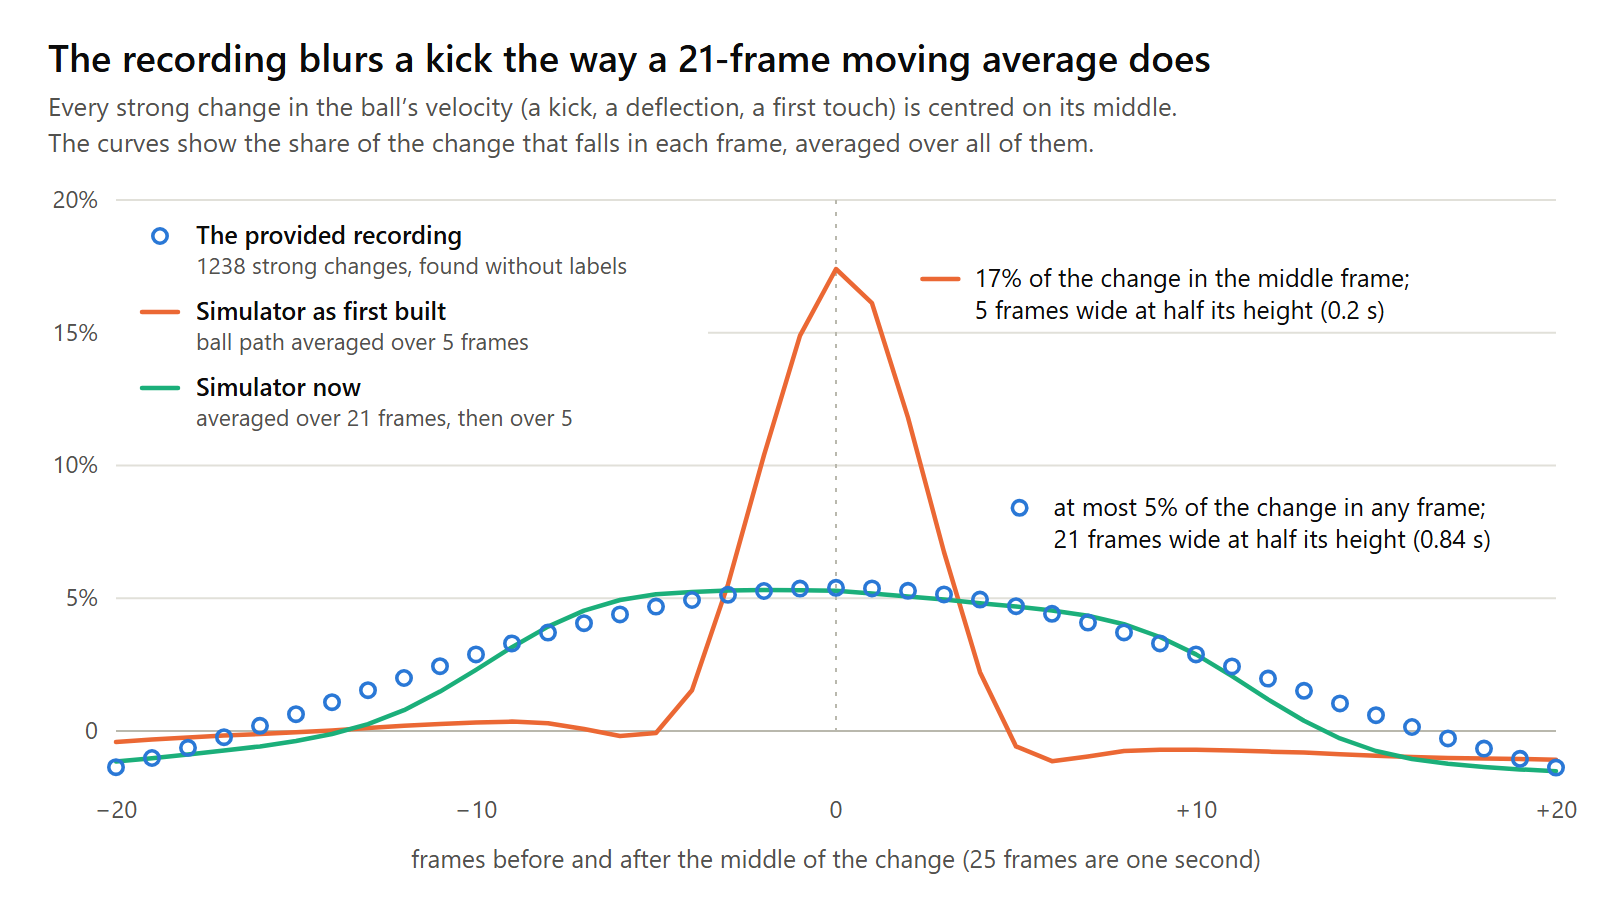 The recording blurs a kick the way a 21-frame moving average does
Every strong change in the ball’s velocity (a kick, a deflection, a first touch) is centred on its middle.
The curves show the share of the change that falls in each frame, averaged over all of them.
20%
The provided recording
1238 strong changes, found without labels
Simulator as first built
ball path averaged over 5 frames
Simulator now
averaged over 21 frames, then over 5
17% of the change in the middle frame;
5 frames wide at half its height (0.2 s)
15%
10%
at most 5% of the change in any frame;
21 frames wide at half its height (0.84 s)
5%
0
−20 −10 0 +10 +20
frames before and after the middle of the change (25 frames are one second)